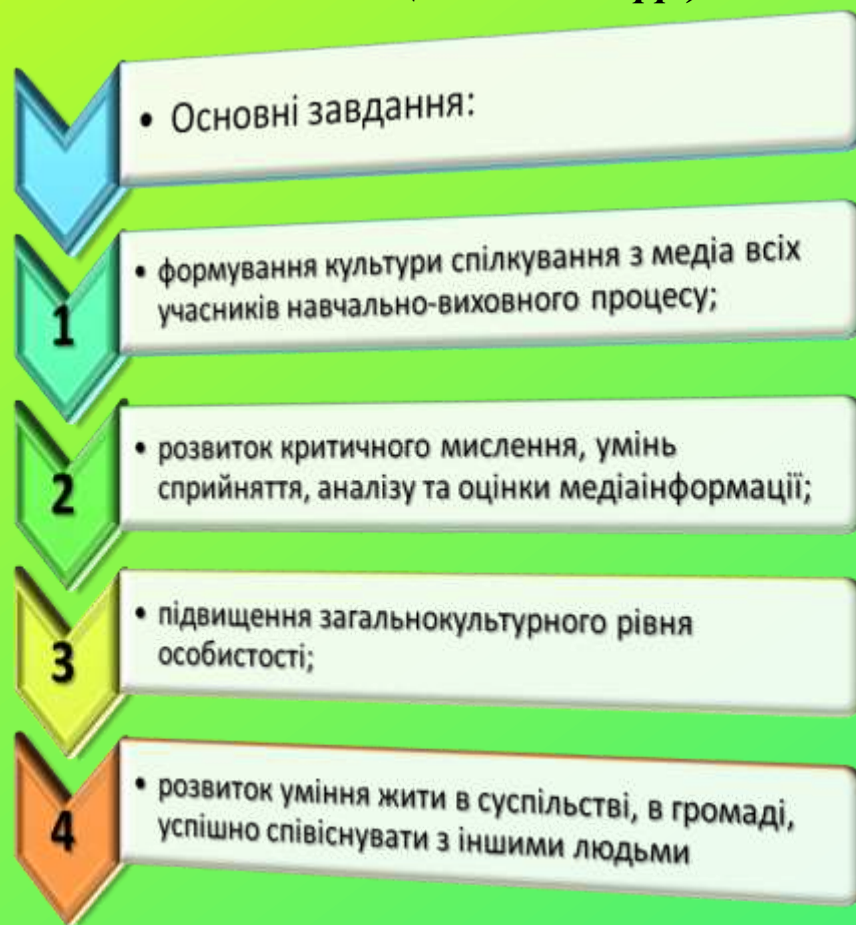 • Основні завдання:
• формування культури спілкування з медіа всіх
учасників навчально-виховного процесу;
1
• розвиток критичного мислення, умінь
сприйняття, аналізу та оцінки медіаінформації;
2
• підвищення загальнокультурного рівня
особистості;
3
• розвиток уміння жити в суспільстві, в громаді,
успішно співіснувати з іншими людьми
4